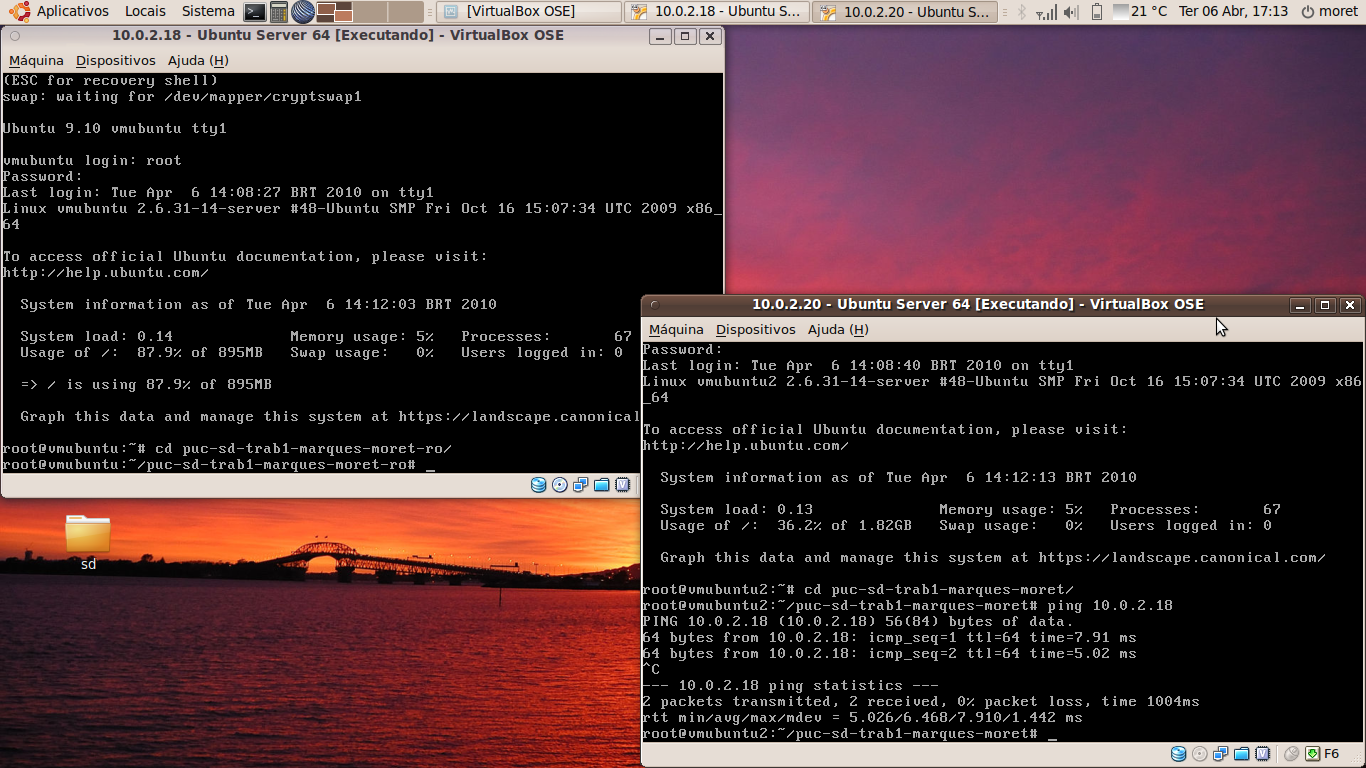 Aplicativos Locais Sistema [VirtualBox OSE] 10.0.2.18 - Ubuntu S... 10.0.2.20 - Ubuntu S... 21 °C Ter 06 Abr, 17:13 moret
10.0.2.18 - Ubuntu Server 64 [Executando] - VirtualBox OSE
Máquina Dispositivos Ajuda (H)
(ESC for recovery shell)
swap: waiting for /dev/mapper/cryptswap1
Ubuntu 9.10 vmubuntu tty1
vmubuntu login: root
Password:
Last login: Tue Apr  6 14:08:27 BRT 2010 on tty1
Linux vmubuntu 2.6.31-14-server #48-Ubuntu SMP Fri Oct 16 15:07:34 UTC 2009 x86_
64
To access official Ubuntu documentation, please visit:
http://help.ubuntu.com/
System information as of Tue Apr  6 14:12:03 BRT 2010
System load: 0.14 Memory usage: 5% Processes: 67
Usage of /: 87.9% of 895MB Swap usage: 0% Users logged in: 0
=> / is using 87.9% of 895MB
Graph this data and manage this system at https://landscape.canonical
root@vmubuntu:~# cd puc-sd-trab1-marques-moret-ro/
root@vmubuntu:~/puc-sd-trab1-marques-moret-ro# _
sd
10.0.2.20 - Ubuntu Server 64 [Executando] - VirtualBox OSE
Máquina Dispositivos Ajuda (H)
Password:
Last login: Tue Apr  6 14:08:40 BRT 2010 on tty1
Linux vmubuntu2 2.6.31-14-server #48-Ubuntu SMP Fri Oct 16 15:07:34 UTC 2009 x86
_64
To access official Ubuntu documentation, please visit:
http://help.ubuntu.com/
System information as of Tue Apr  6 14:12:13 BRT 2010
System load: 0.13 Memory usage: 5% Processes: 67
Usage of /: 36.2% of 1.82GB Swap usage: 0% Users logged in: 0
Graph this data and manage this system at https://landscape.canonical.com/
root@vmubuntu2:~# cd puc-sd-trab1-marques-moret/
root@vmubuntu2:~/puc-sd-trab1-marques-moret# ping 10.0.2.18
PING 10.0.2.18 (10.0.2.18) 56(84) bytes of data.
64 bytes from 10.0.2.18: icmp_seq=1 ttl=64 time=7.91 ms
64 bytes from 10.0.2.18: icmp_seq=2 ttl=64 time=5.02 ms
^C
--- 10.0.2.18 ping statistics ---
2 packets transmitted, 2 received, 0% packet loss, time 1004ms
rtt min/avg/max/mdev = 5.026/6.468/7.910/1.442 ms
root@vmubuntu2:~/puc-sd-trab1-marques-moret# _
F6